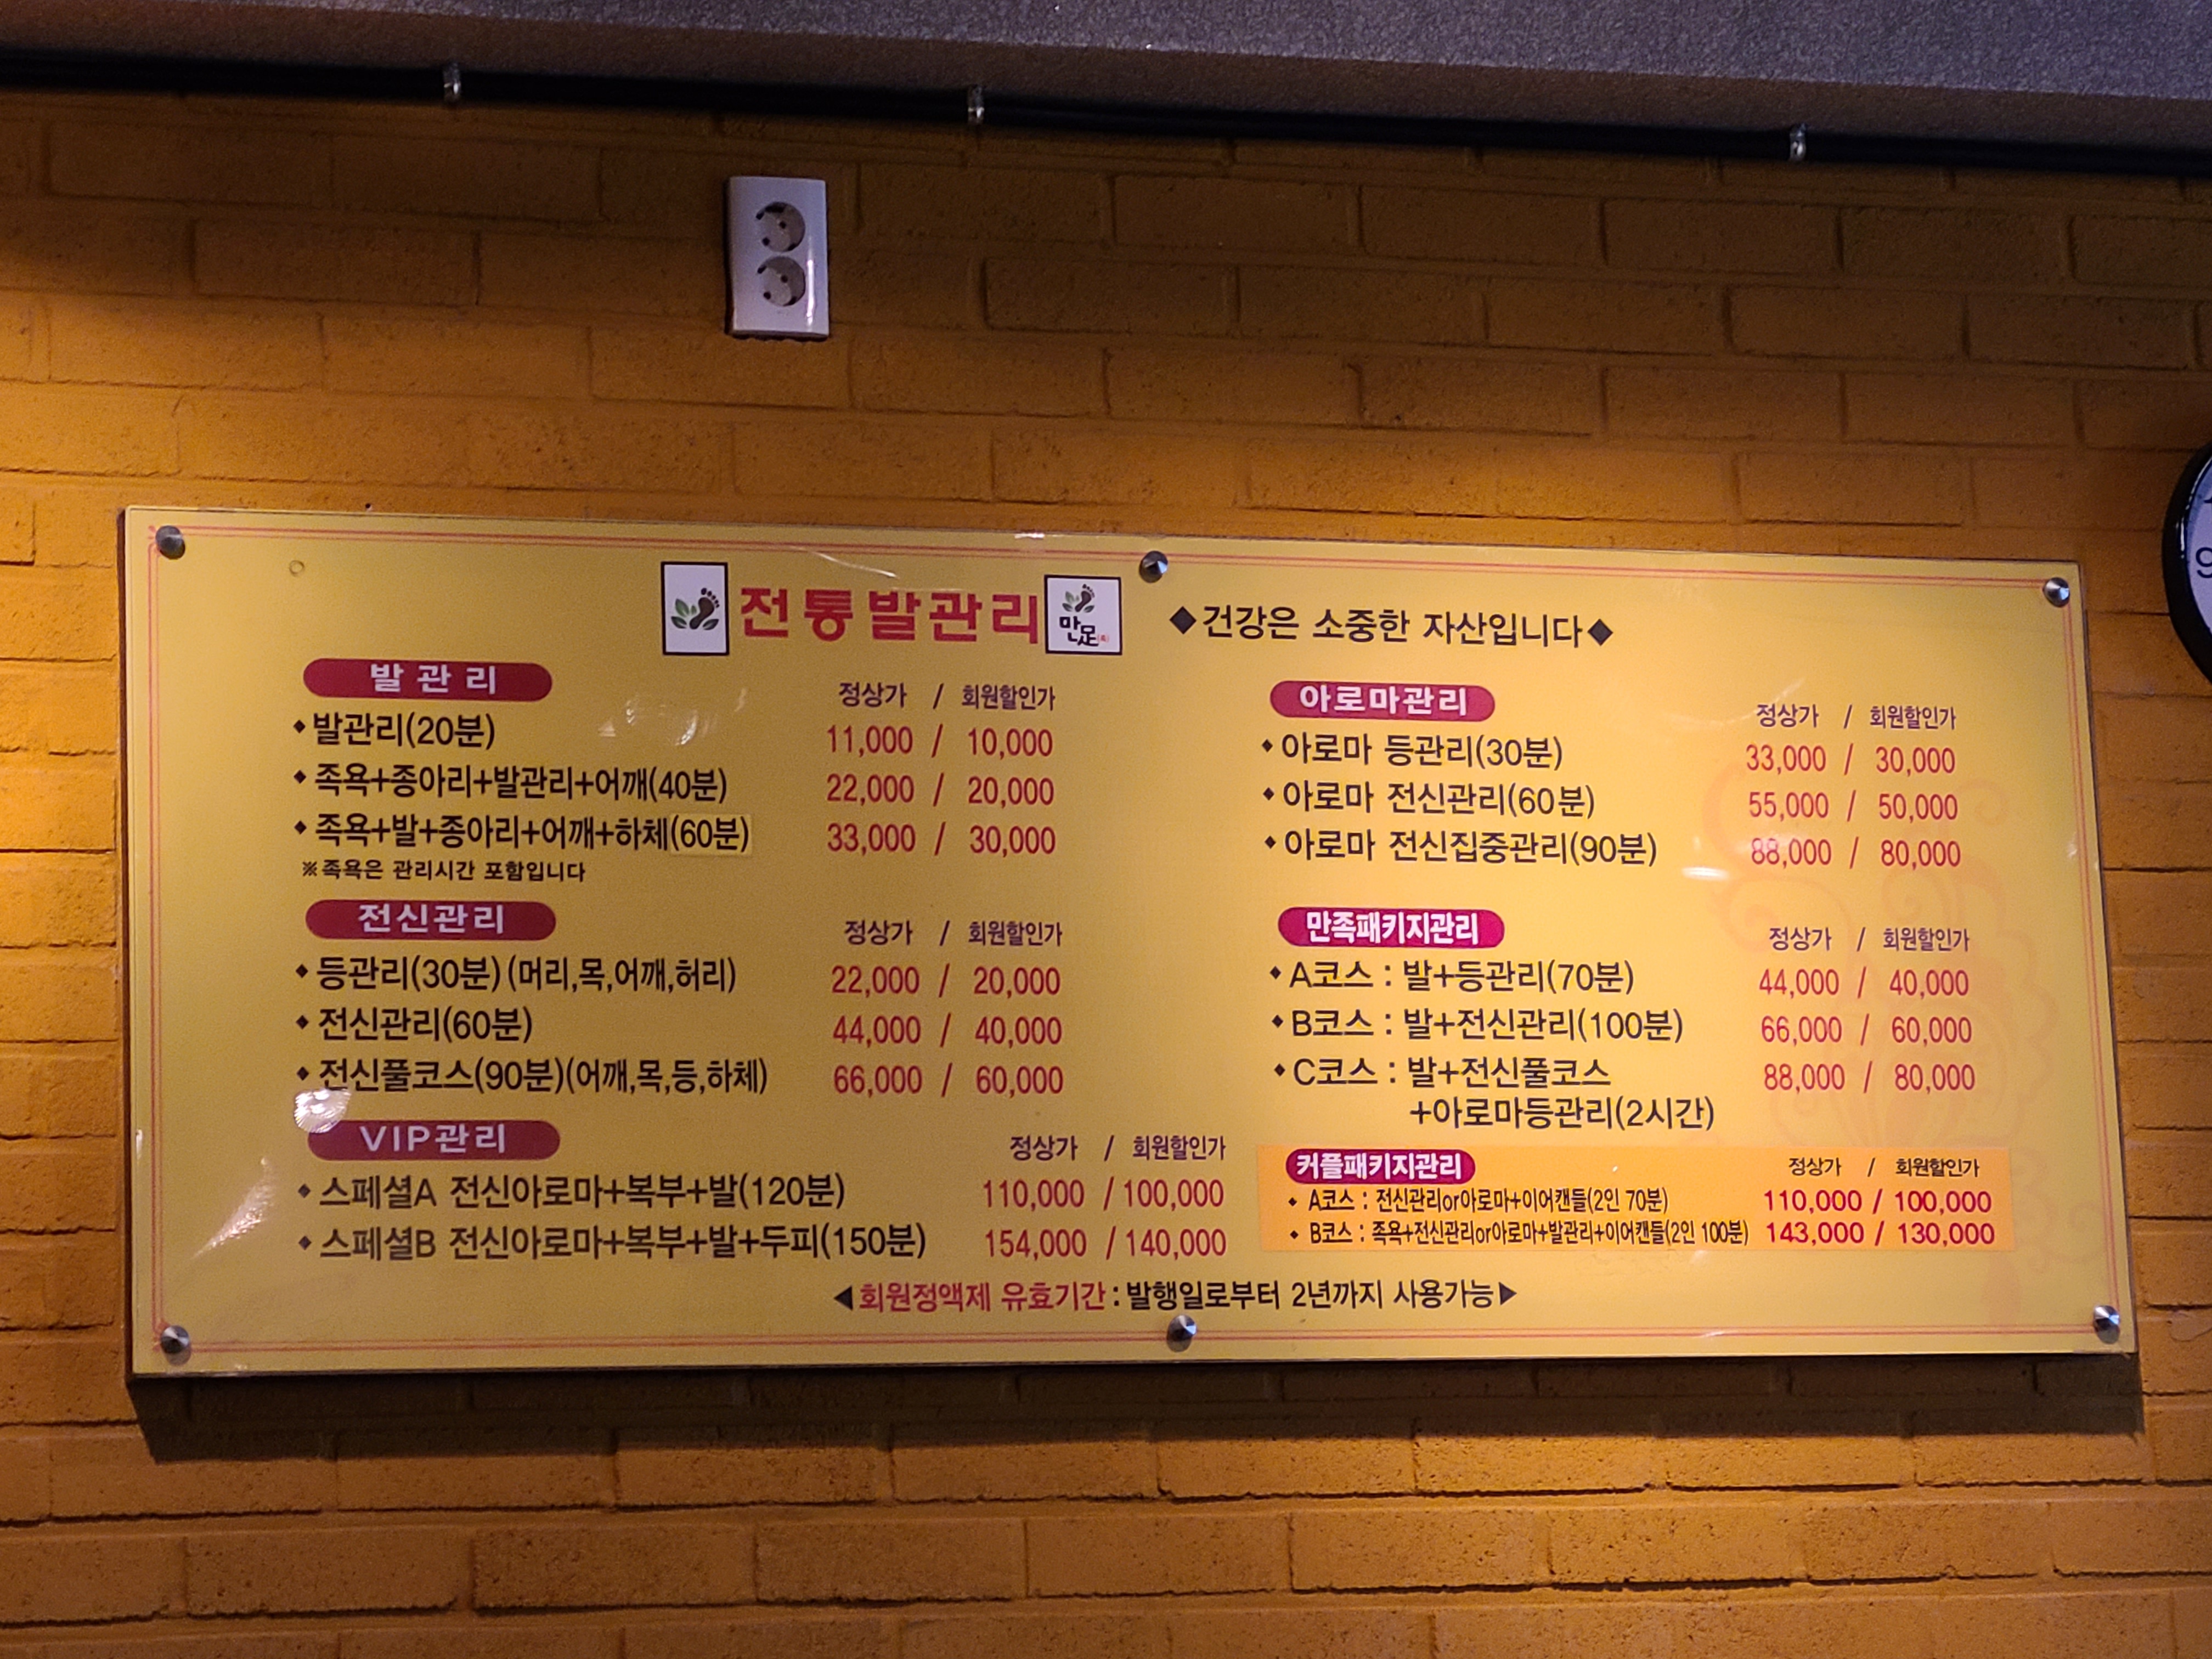 전통발관리
만足
◆건강은 소중한 자산입니다◆
발관리
정상가 / 회원할인가
◆발관리(20분) 11,000 / 10,000
◆족욕+종아리+발관리+어깨(40분) 22,000 / 20,000
◆족욕+발+종아리+어깨+하체(60분) 33,000 / 30,000
※족욕은 관리시간 포함입니다
전신관리
정상가 / 회원할인가
◆등관리(30분)(머리,목,어깨,허리) 22,000 / 20,000
◆전신관리(60분) 44,000 / 40,000
◆전신풀코스(90분)(어깨,목,등,하체) 66,000 / 60,000
VIP관리
정상가 / 회원할인가
◆스페셜A 전신아로마+복부+발(120분) 110,000 / 100,000
◆스페셜B 전신아로마+복부+발+두피(150분) 154,000 / 140,000
아로마관리
정상가 / 회원할인가
◆아로마 등관리(30분) 33,000 / 30,000
◆아로마 전신관리(60분) 55,000 / 50,000
◆아로마 전신집중관리(90분) 88,000 / 80,000
만족패키지관리
정상가 / 회원할인가
◆A코스 : 발+등관리(70분) 44,000 / 40,000
◆B코스 : 발+전신관리(100분) 66,000 / 60,000
◆C코스 : 발+전신풀코스 88,000 / 80,000
+아로마등관리(2시간)
커플패키지관리
정상가 / 회원할인가
◆A코스 : 전신관리or아로마+이어캔들(2인 70분) 110,000 / 100,000
◆B코스 : 족욕+전신관리or아로마+발관리+이어캔들(2인 100분) 143,000 / 130,000
◀회원정액제 유효기간:발행일로부터 2년까지 사용가능▶
9